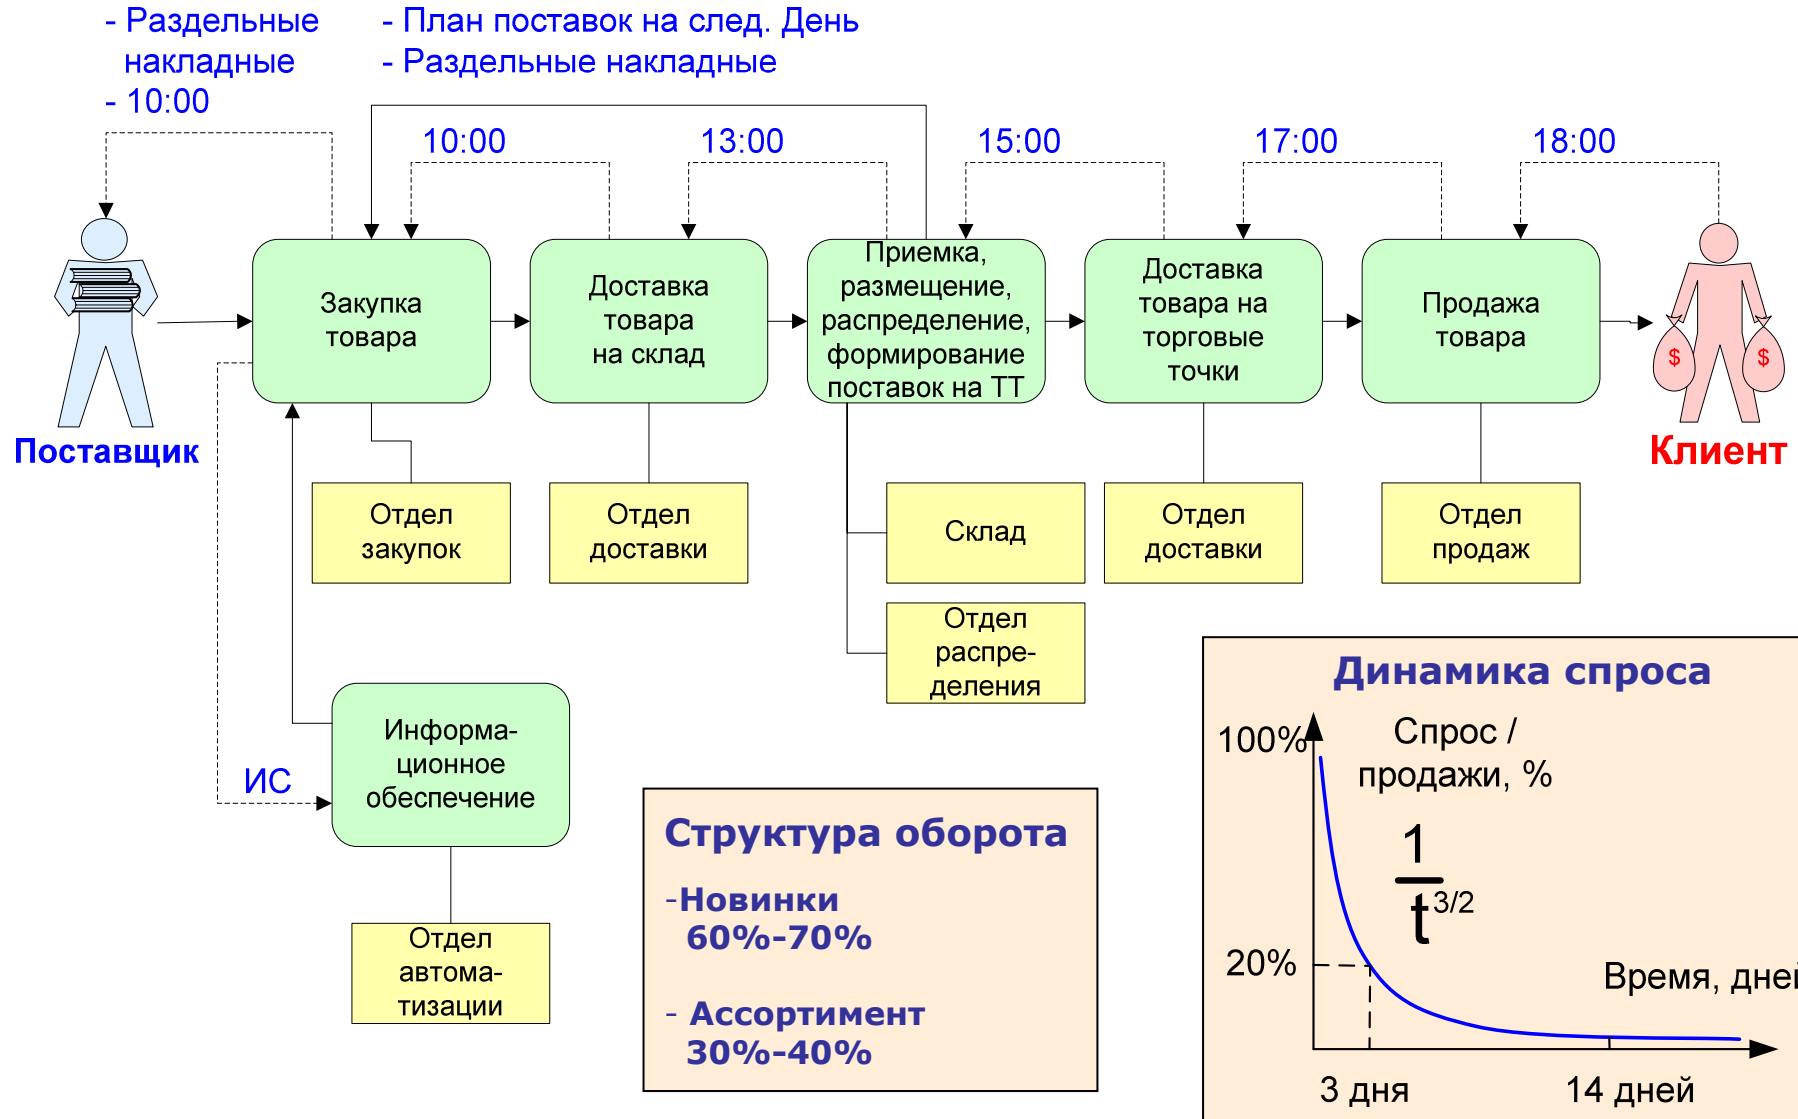 - Раздельные
накладные
- 10:00
- План поставок на след. День
- Раздельные накладные
10:00
13:00
15:00
17:00
18:00
Закупка
товара
Доставка
товара
на склад
Приемка,
размещение,
распределение,
формирование
поставок на ТТ
Доставка
товара на
торговые
точки
Продажа
товара
$
$
Поставщик
Клиент
Отдел
закупок
Отдел
доставки
Склад
Отдел
доставки
Отдел
продаж
Отдел
распре-
деления
Информа-
ционное
обеспечение
ИС
Отдел
автома-
тизации
Структура оборота
-Новинки
60%-70%
- Ассортимент
30%-40%
Динамика спроса
100%
Спрос /
продажи, %
1
t 3/2
20%
Время, дней
3 дня
14 дней